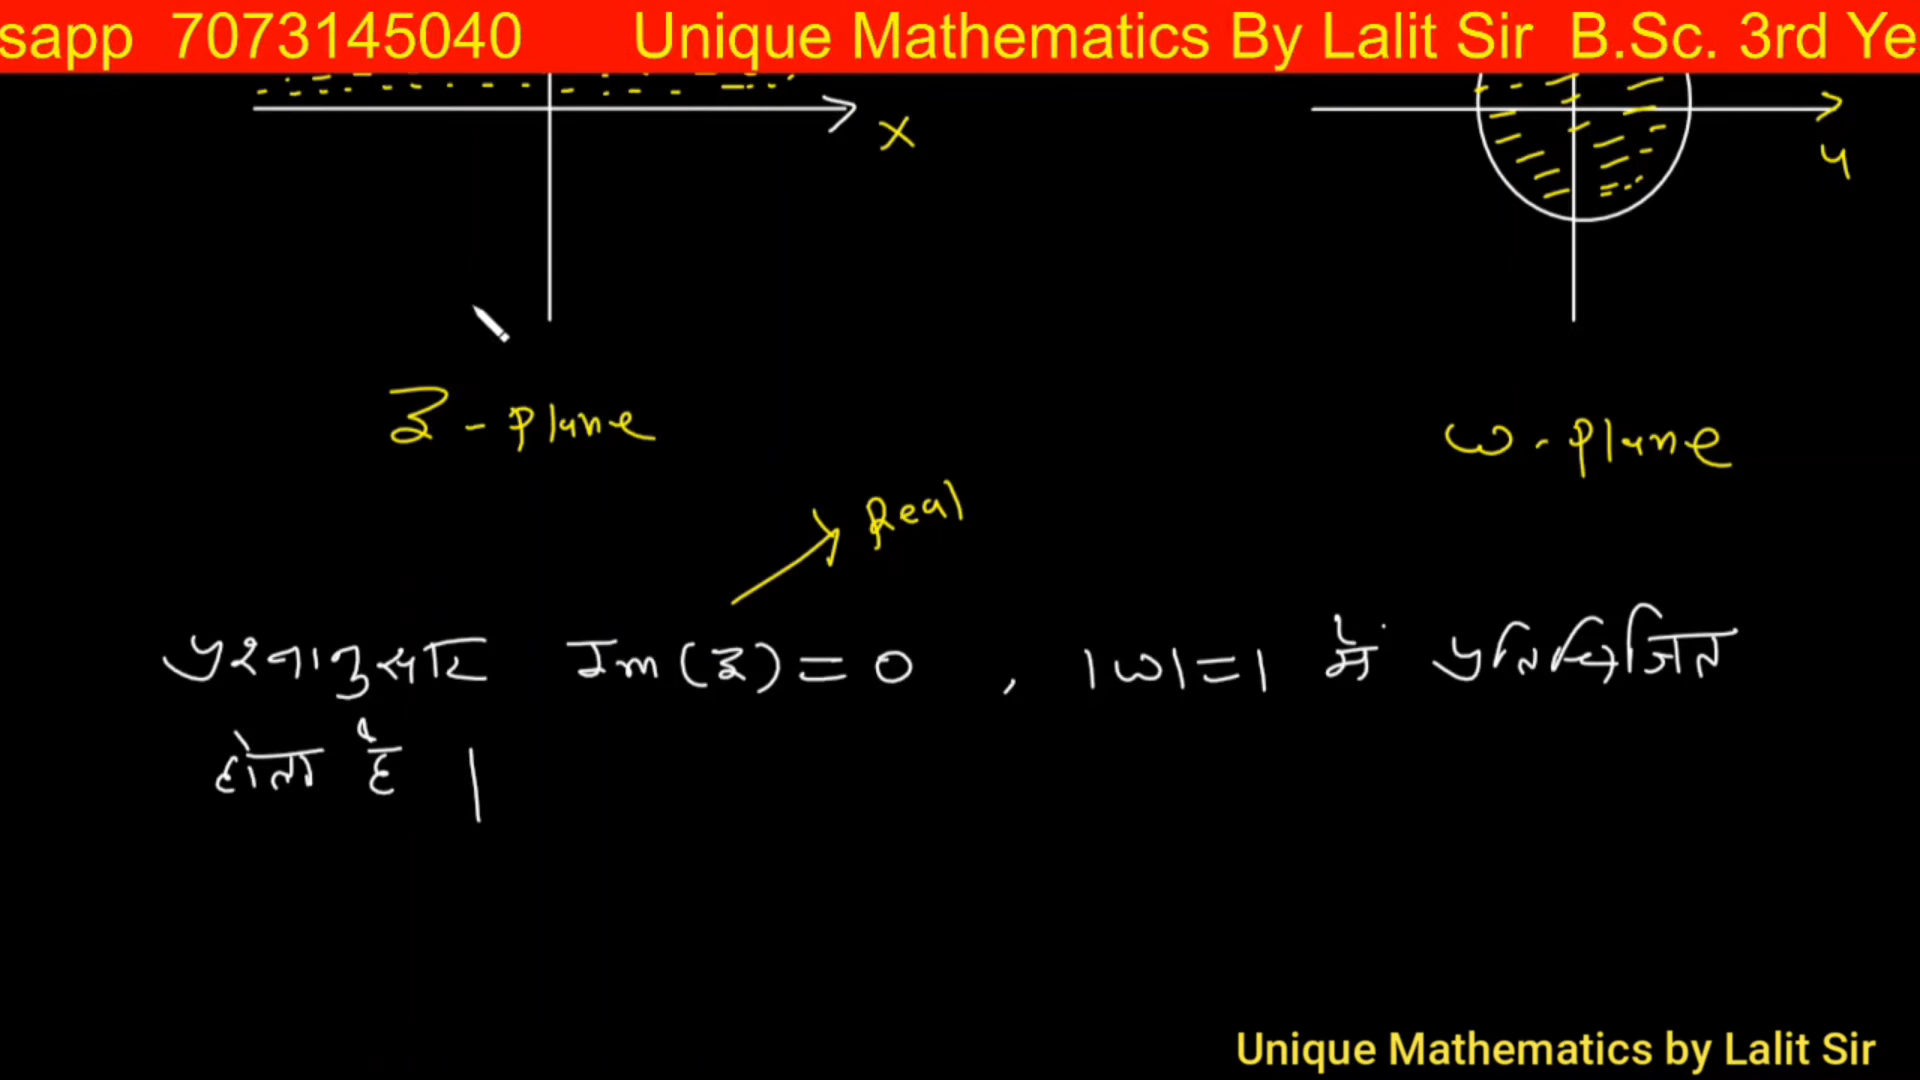 sapp 7073145040 Unique Mathematics By Lalit Sir B.Sc. 3rd Ye
x
u
Z - plane
w - plane
Real
प्रश्नानुसार Im(z) = 0 , |w| = 1 में प्रतिचित्रित
होता है |
Unique Mathematics by Lalit Sir